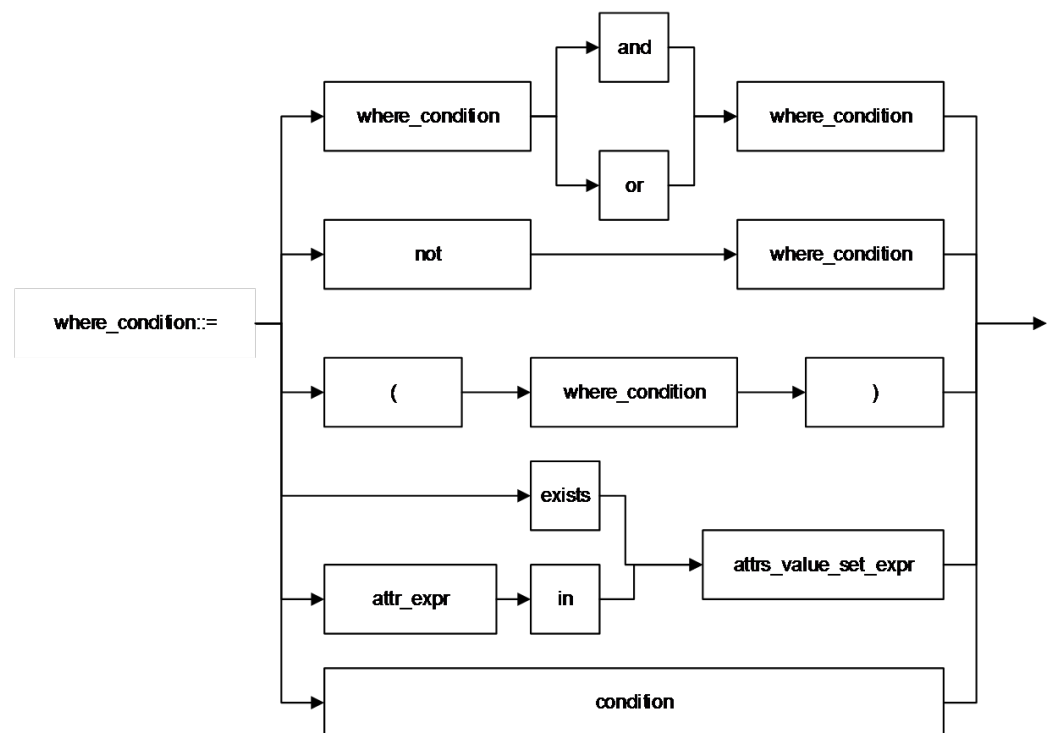 and
where_condition where_condition
or
not where_condition
where_condition::=
( where_condition )
exists
attrs_value_set_expr
attr_expr in
condition